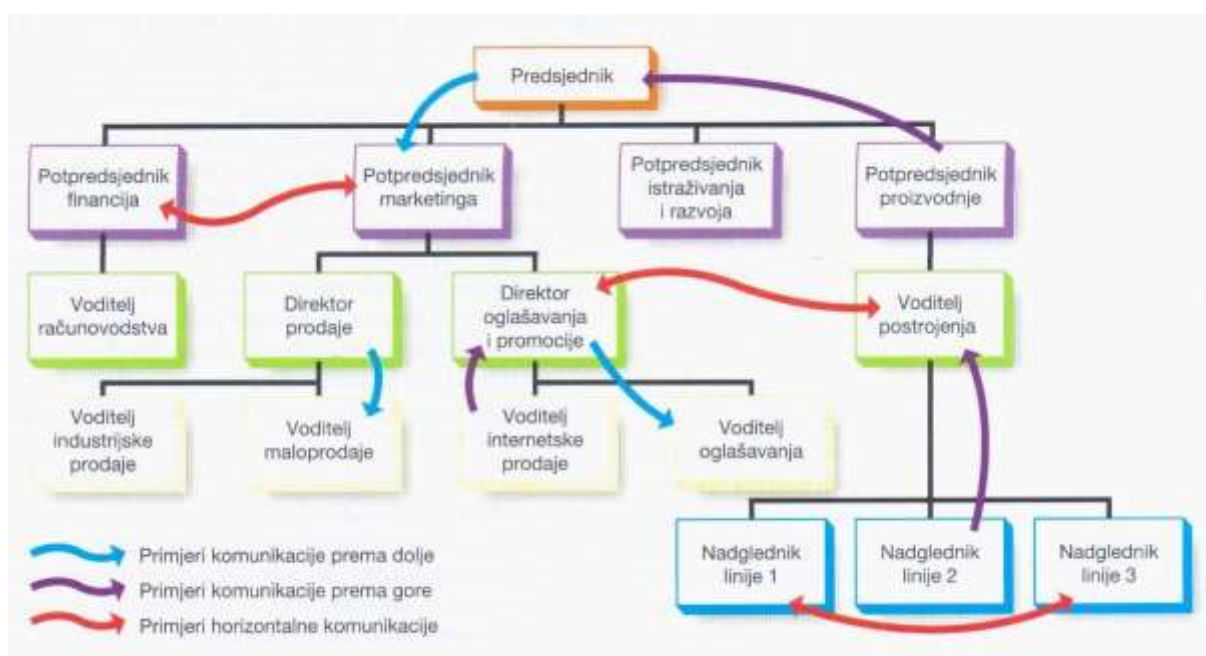 Predsjednik
Potpredsjednik
financija
Potpredsjednik
marketinga
Potpredsjednik
istraživanja
i razvoja
Potpredsjednik
proizvodnje
Voditelj
računovodstva
Direktor
prodaje
Direktor
oglašavanja
i promocije
Voditelj
postrojenja
Voditelj
industrijske
prodaje
Voditelj
maloprodaje
Voditelj
internetske
prodaje
Voditelj
oglašavanja
Nadglednik
linije 1
Nadglednik
linije 2
Nadglednik
linije 3
Primjeri komunikacije prema dolje
Primjeri komunikacije prema gore
Primjeri horizontalne komunikacije